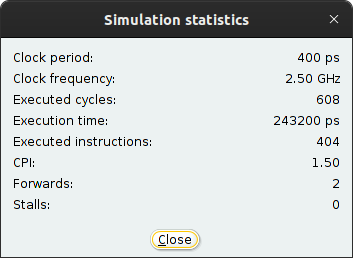 Simulation statistics ×
Clock period: 400 ps
Clock frequency: 2.50 GHz
Executed cycles: 608
Execution time: 243200 ps
Executed instructions: 404
CPI: 1.50
Forwards: 2
Stalls: 0
Close